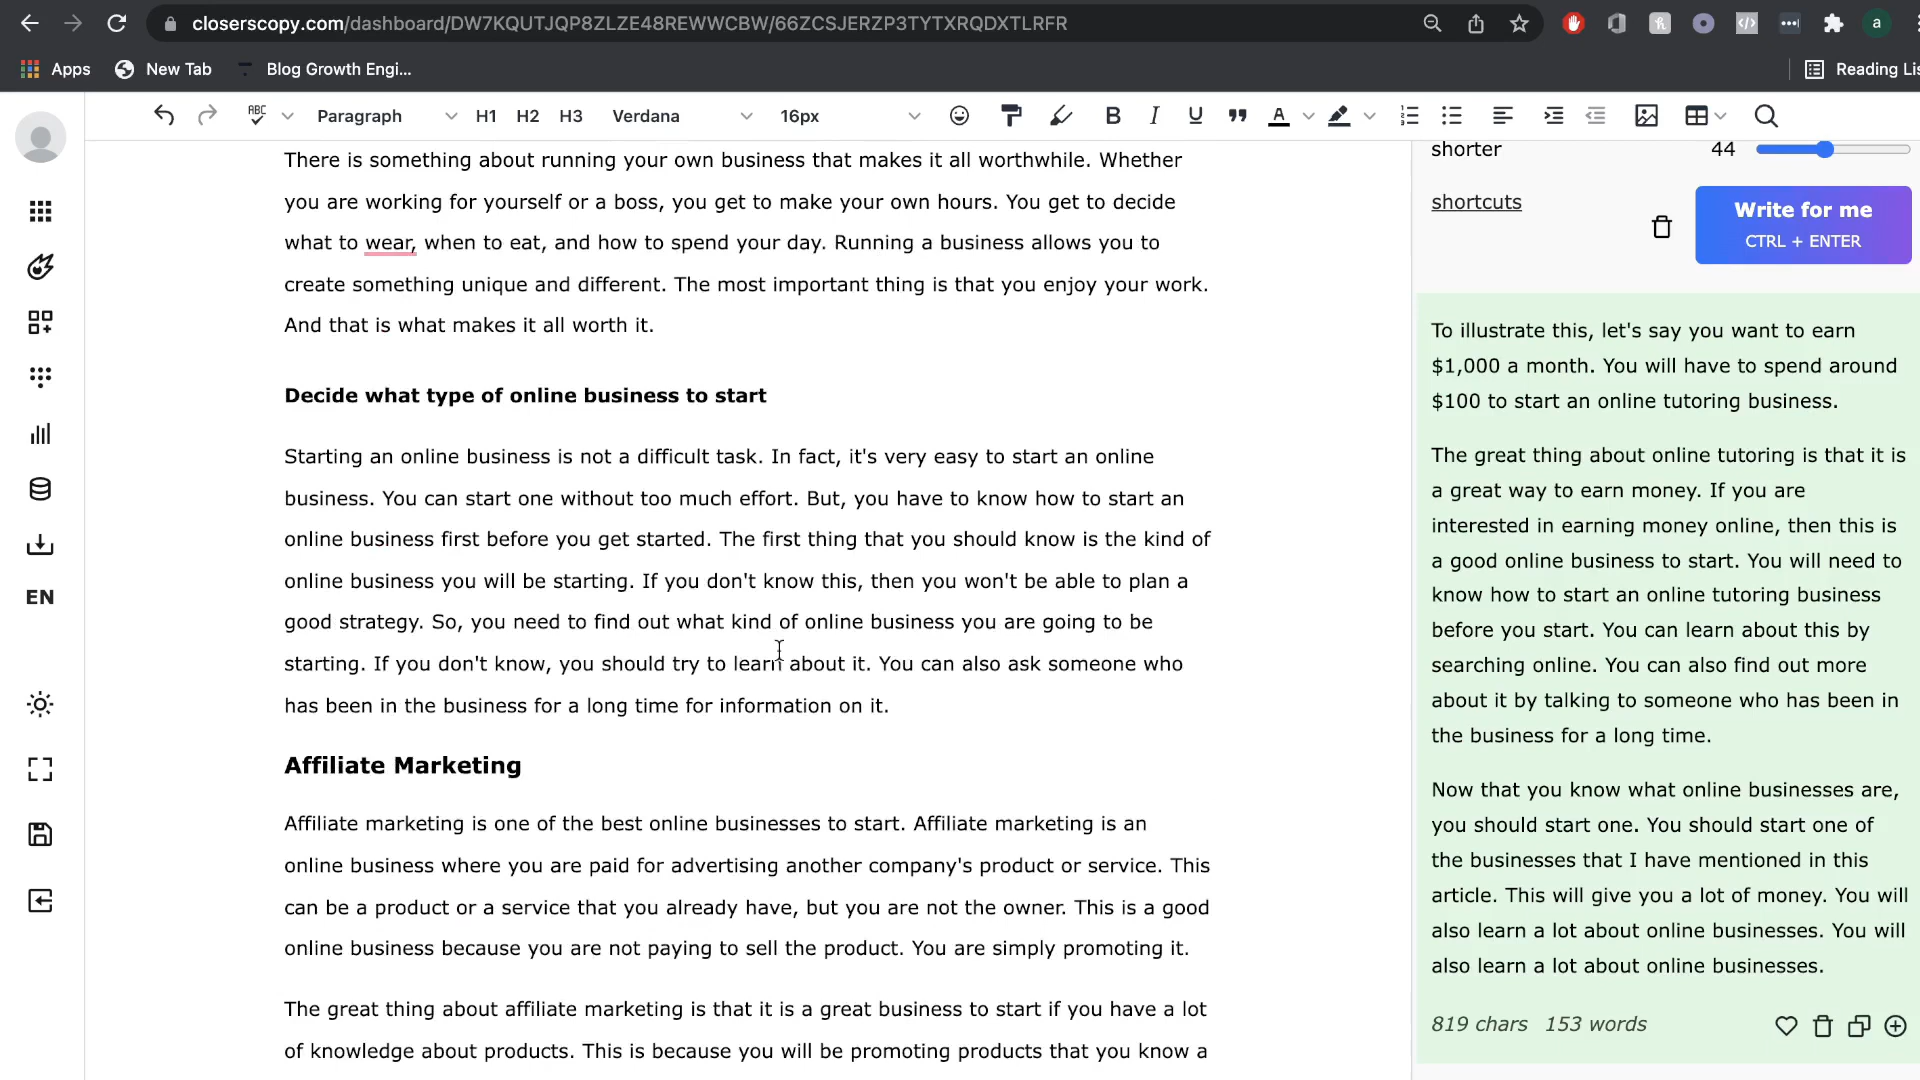 closerscopy.com/dashboard/DW7KQUTJQP8ZLZE48REWWCBW/66ZCSJERZP3TYTXRQDXTLRFR
a
Apps
New Tab
Blog Growth Engi...
Reading Lis
ABC
Paragraph
H1
H2
H3
Verdana
16px
B
I
U
A
There is something about running your own business that makes it all worthwhile. Whether
you are working for yourself or a boss, you get to make your own hours. You get to decide
what to wear, when to eat, and how to spend your day. Running a business allows you to
create something unique and different. The most important thing is that you enjoy your work.
And that is what makes it all worth it.
Decide what type of online business to start
Starting an online business is not a difficult task. In fact, it's very easy to start an online
business. You can start one without too much effort. But, you have to know how to start an
online business first before you get started. The first thing that you should know is the kind of
online business you will be starting. If you don't know this, then you won't be able to plan a
good strategy. So, you need to find out what kind of online business you are going to be
starting. If you don't know, you should try to learn about it. You can also ask someone who
has been in the business for a long time for information on it.
Affiliate Marketing
Affiliate marketing is one of the best online businesses to start. Affiliate marketing is an
online business where you are paid for advertising another company's product or service. This
can be a product or a service that you already have, but you are not the owner. This is a good
online business because you are not paying to sell the product. You are simply promoting it.
The great thing about affiliate marketing is that it is a great business to start if you have a lot
of knowledge about products. This is because you will be promoting products that you know a
EN
shorter
44
shortcuts
Write for me
CTRL + ENTER
To illustrate this, let's say you want to earn
$1,000 a month. You will have to spend around
$100 to start an online tutoring business.
The great thing about online tutoring is that it is
a great way to earn money. If you are
interested in earning money online, then this is
a good online business to start. You will need to
know how to start an online tutoring business
before you start. You can learn about this by
searching online. You can also find out more
about it by talking to someone who has been in
the business for a long time.
Now that you know what online businesses are,
you should start one. You should start one of
the businesses that I have mentioned in this
article. This will give you a lot of money. You will
also learn a lot about online businesses. You will
also learn a lot about online businesses.
819 chars
153 words